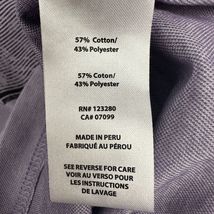 57% Cotton/
43% Polyester
57% Cotton/
43% Polyester
RN# 123280
CA# 07099
MADE IN PERU
FABRIQUÉ AU PÉROU
SEE REVERSE FOR CARE
VOIR VERSO POUR
LES INSTRUCTIONS
DE LAVAGE